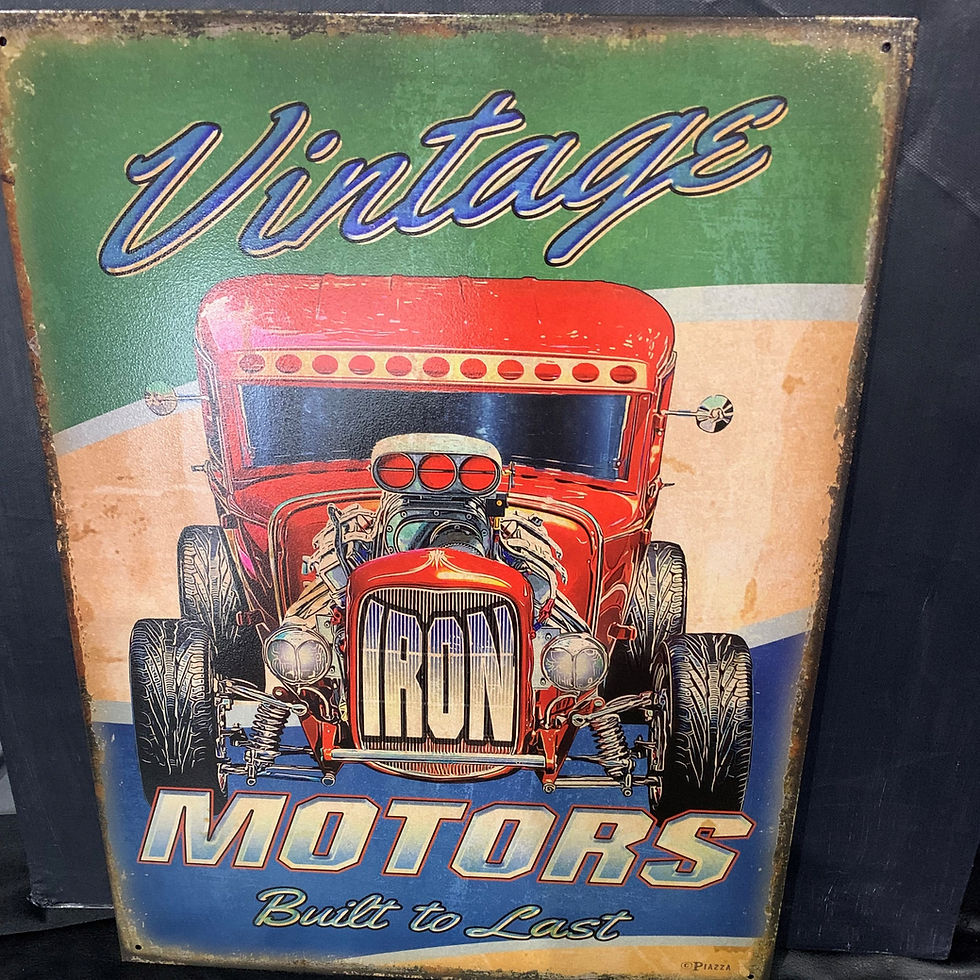 Vintage
IRON
MOTORS
Built to Last
©PIAZZA